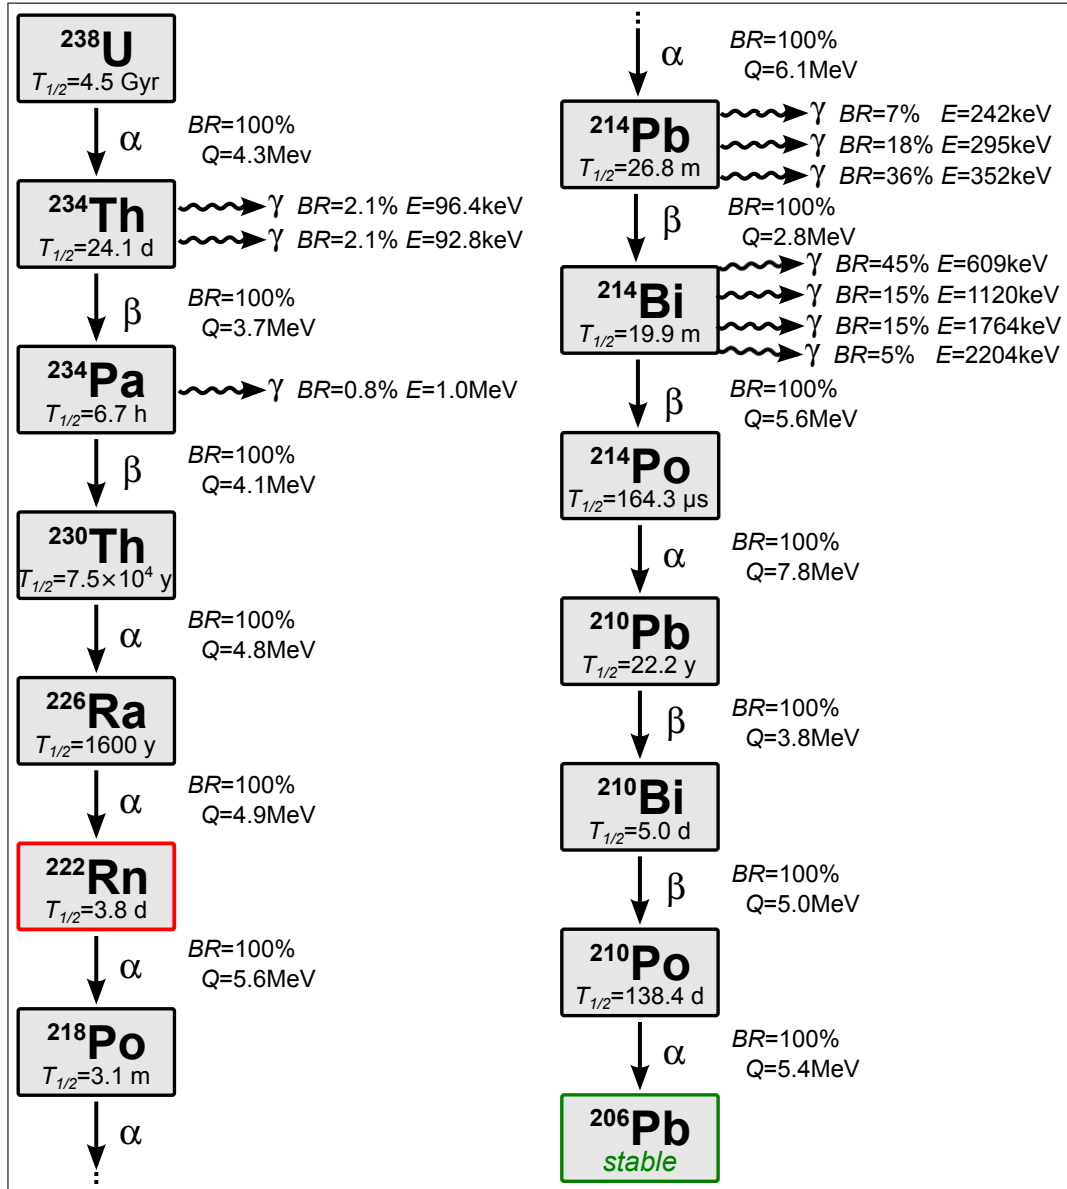 238U
T1/2=4.5 Gyr
α
BR=100%
Q=4.3Mev
234Th
T1/2=24.1 d
γ BR=2.1% E=96.4keV
γ BR=2.1% E=92.8keV
β
BR=100%
Q=3.7MeV
234Pa
T1/2=6.7 h
γ BR=0.8% E=1.0MeV
β
BR=100%
Q=4.1MeV
230Th
T1/2=7.5×10^4 y
α
BR=100%
Q=4.8MeV
226Ra
T1/2=1600 y
α
BR=100%
Q=4.9MeV
222Rn
T1/2=3.8 d
α
BR=100%
Q=5.6MeV
218Po
T1/2=3.1 m
α
α
BR=100%
Q=6.1MeV
214Pb
T1/2=26.8 m
γ BR=7% E=242keV
γ BR=18% E=295keV
γ BR=36% E=352keV
β
BR=100%
Q=2.8MeV
214Bi
T1/2=19.9 m
γ BR=45% E=609keV
γ BR=15% E=1120keV
γ BR=15% E=1764keV
γ BR=5% E=2204keV
β
BR=100%
Q=5.6MeV
214Po
T1/2=164.3 µs
α
BR=100%
Q=7.8MeV
210Pb
T1/2=22.2 y
β
BR=100%
Q=3.8MeV
210Bi
T1/2=5.0 d
β
BR=100%
Q=5.0MeV
210Po
T1/2=138.4 d
α
BR=100%
Q=5.4MeV
206Pb
stable